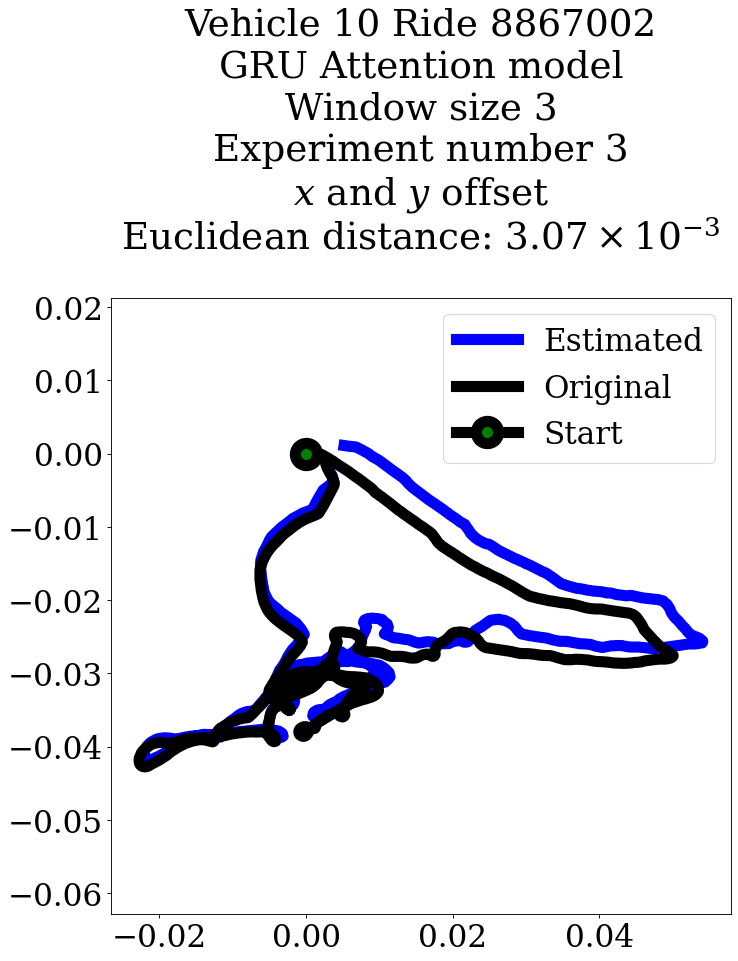 Vehicle 10 Ride 8867002
GRU Attention model
Window size 3
Experiment number 3
x and y offset
Euclidean distance: 3.07 × 10⁻³
Estimated
Original
Start
0.02
0.01
0.00
−0.01
−0.02
−0.03
−0.04
−0.05
−0.06
−0.02 0.00 0.02 0.04